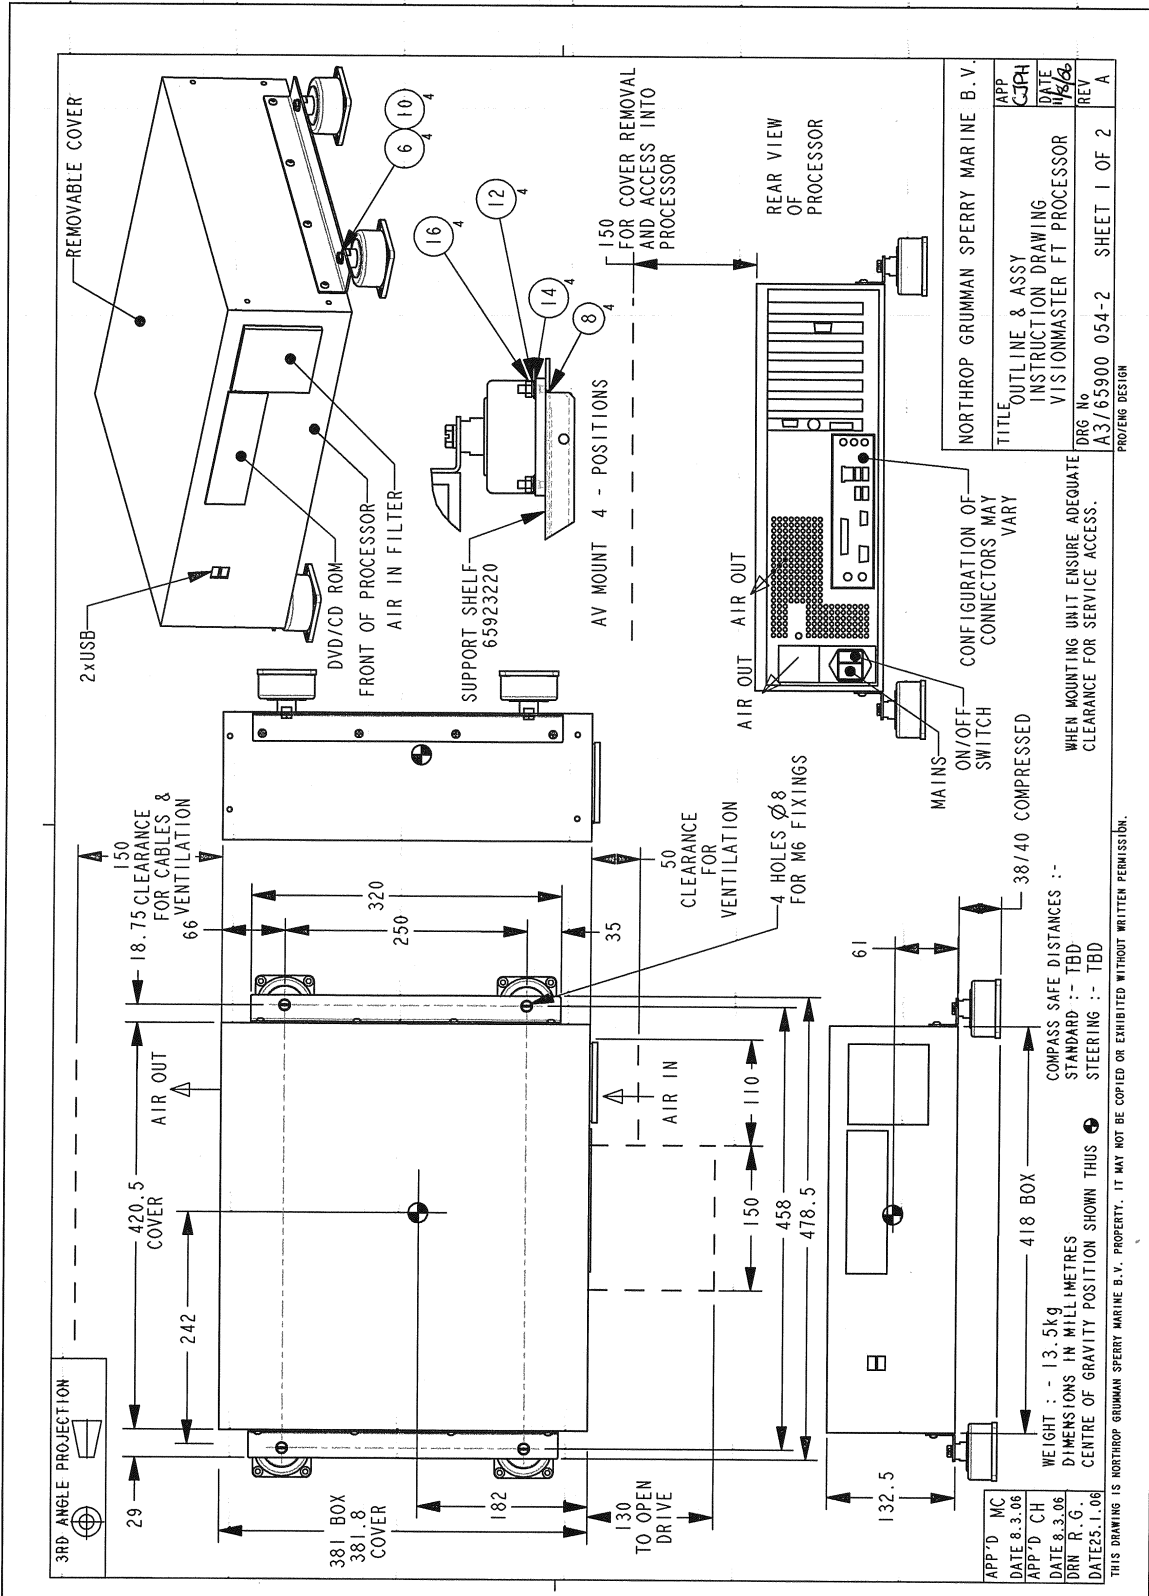 3RD ANGLE PROJECTION
150
18.75 CLEARANCE
FOR CABLES &
VENTILATION
66
29
420.5
COVER
242
AIR OUT
320
250
35
381 BOX
381.8
COVER
182
130
TO OPEN
DRIVE
AIR IN
110
150
458
478.5
50
CLEARANCE
FOR
VENTILATION
4 HOLES Ø8
FOR M6 FIXINGS
2xUSB
REMOVABLE COVER
DVD/CD ROM
FRONT OF PROCESSOR
AIR IN FILTER
6
4
10
4
SUPPORT SHELF
65923220
16
4
12
4
14
4
8
4
AV MOUNT 4 - POSITIONS
150
FOR COVER REMOVAL
AND ACCESS INTO
PROCESSOR
AIR OUT
AIR OUT
REAR VIEW
OF
PROCESSOR
MAINS
ON/OFF
SWITCH
CONFIGURATION OF
CONNECTORS MAY
VARY
132.5
61
38/40 COMPRESSED
418 BOX
WEIGHT :- 13.5kg
DIMENSIONS IN MILLIMETRES
CENTRE OF GRAVITY POSITION SHOWN THUS
COMPASS SAFE DISTANCES :-
STANDARD :- TBD
STEERING :- TBD
WHEN MOUNTING UNIT ENSURE ADEQUATE
CLEARANCE FOR SERVICE ACCESS.
APP'D MC
DATE 8.3.06
APP'D CH
DATE 8.3.06
DRN R.G.
DATE 25.1.06
NORTHROP GRUMMAN SPERRY MARINE B.V.
TITLE OUTLINE & ASSY
INSTRUCTION DRAWING
VISIONMASTER FT PROCESSOR
APP
DATE
DRG No
A3/65900 054-2 SHEET 1 OF 2
REV A
PRO/ENG DESIGN
THIS DRAWING IS NORTHROP GRUMMAN SPERRY MARINE B.V. PROPERTY. IT MAY NOT BE COPIED OR EXHIBITED WITHOUT WRITTEN PERMISSION.